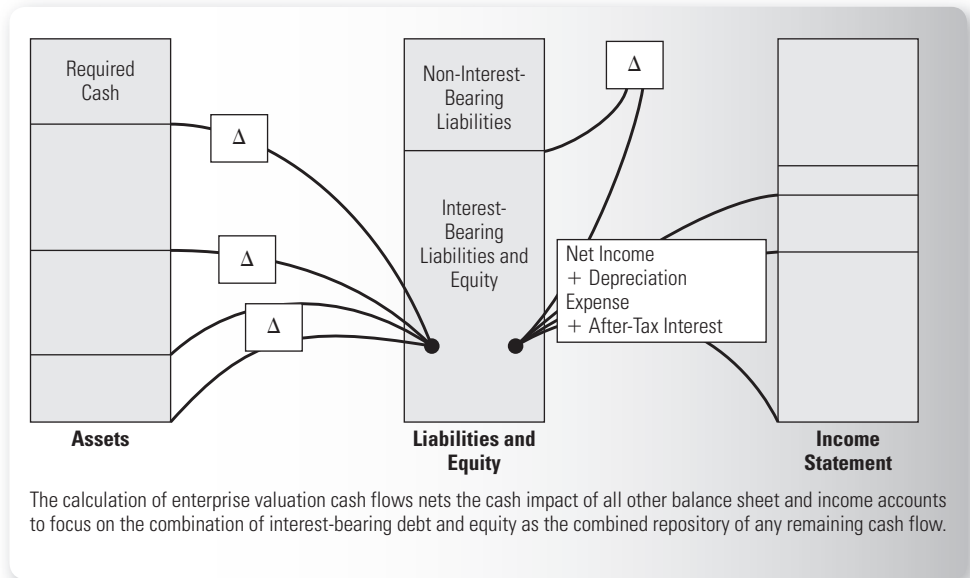 Required
Cash
Δ
Δ
Δ
Assets
Non-Interest-
Bearing
Liabilities
Interest-
Bearing
Liabilities and
Equity
Liabilities and
Equity
Δ
Net Income
+ Depreciation
Expense
+ After-Tax Interest
Income
Statement
The calculation of enterprise valuation cash flows nets the cash impact of all other balance sheet and income accounts
to focus on the combination of interest-bearing debt and equity as the combined repository of any remaining cash flow.